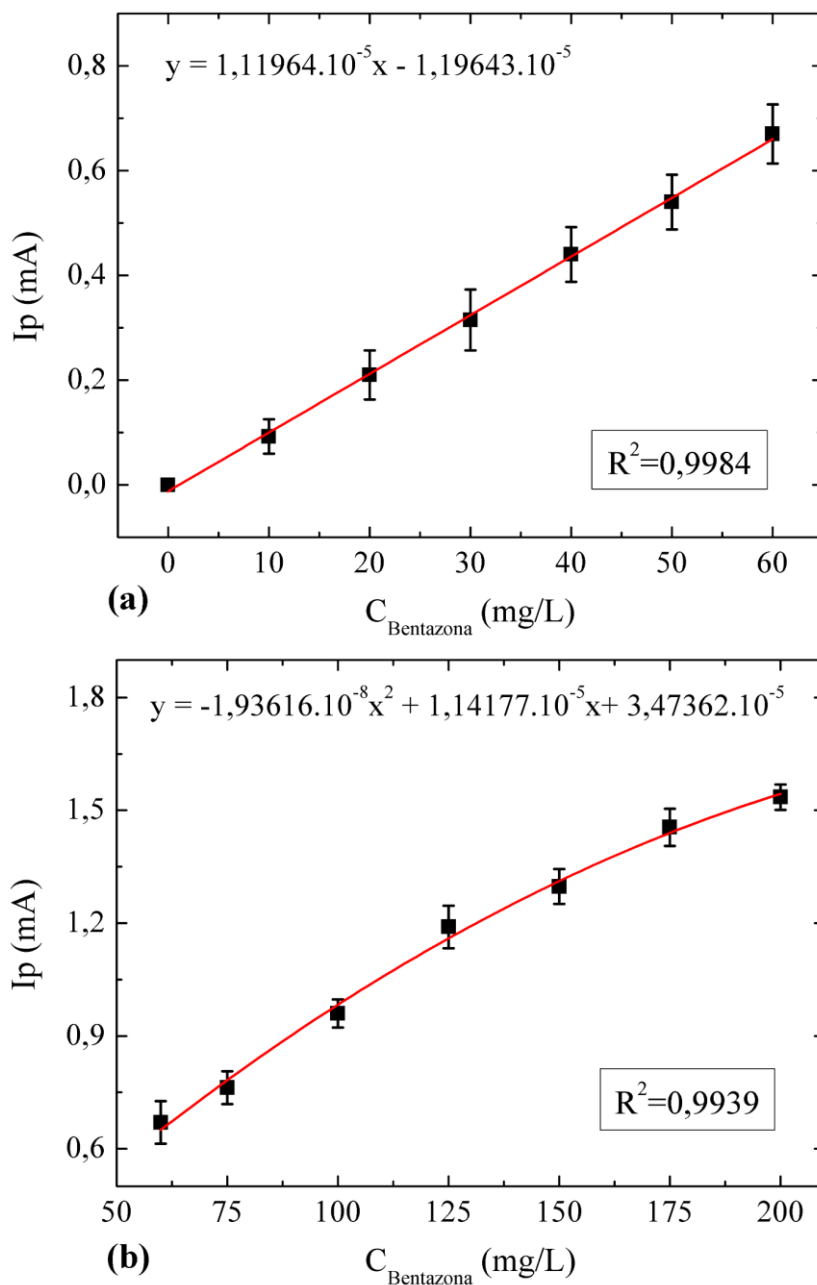 y = 1,11964.10⁻⁵x - 1,19643.10⁻⁵
0,8
0,6
0,4
0,2
0,0
Ip (mA)
R²=0,9984
0 10 20 30 40 50 60
(a) C_Bentazona (mg/L)
y = -1,93616.10⁻⁸x² + 1,14177.10⁻⁵x+ 3,47362.10⁻⁵
1,8
1,5
1,2
0,9
0,6
Ip (mA)
R²=0,9939
50 75 100 125 150 175 200
(b) C_Bentazona (mg/L)